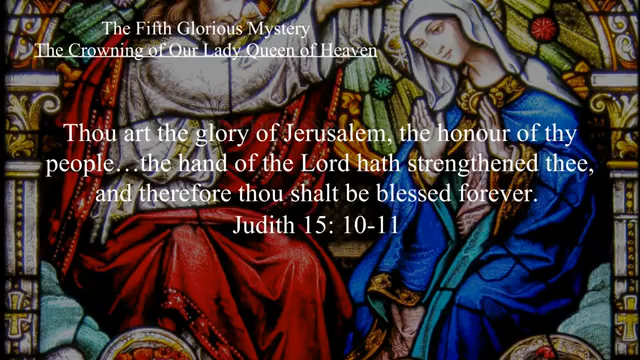 The Fifth Glorious Mystery
The Crowning of Our Lady Queen of Heaven
Thou art the glory of Jerusalem, the honour of thy
people…the hand of the Lord hath strengthened thee,
and therefore thou shalt be blessed forever.
Judith 15: 10-11